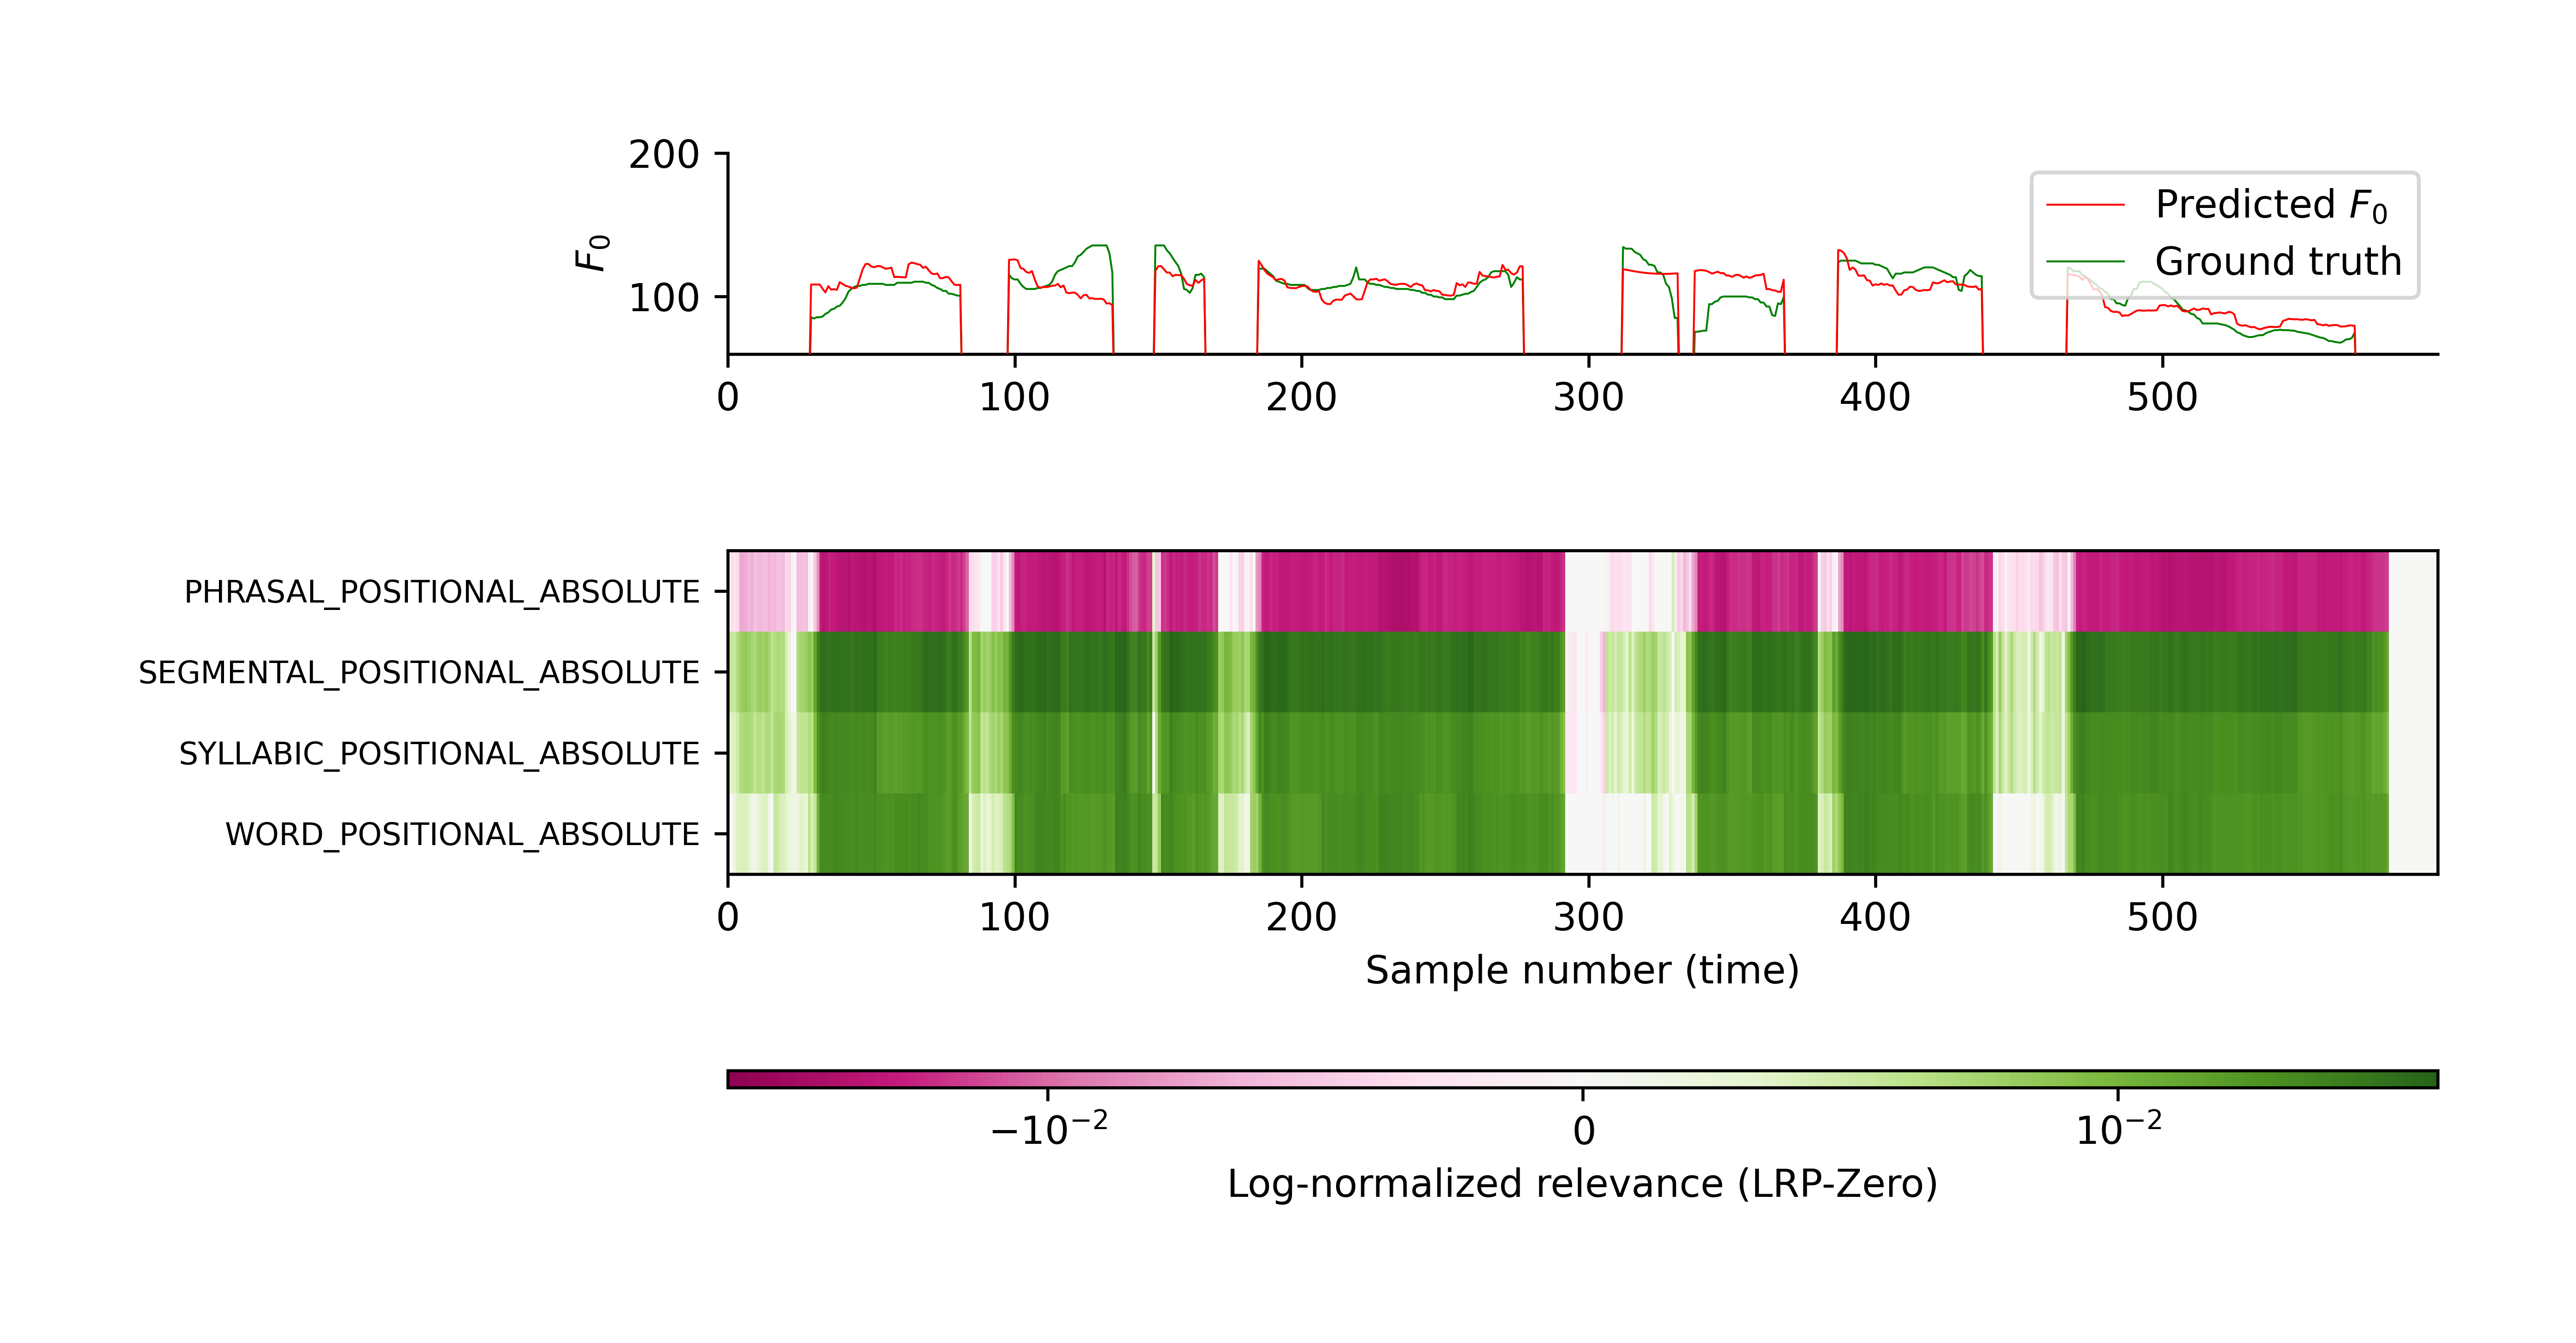 200
100
F₀
Predicted F₀
Ground truth
0 100 200 300 400 500
PHRASAL_POSITIONAL_ABSOLUTE
SEGMENTAL_POSITIONAL_ABSOLUTE
SYLLABIC_POSITIONAL_ABSOLUTE
WORD_POSITIONAL_ABSOLUTE
0 100 200 300 400 500
Sample number (time)
−10⁻² 0 10⁻²
Log-normalized relevance (LRP-Zero)